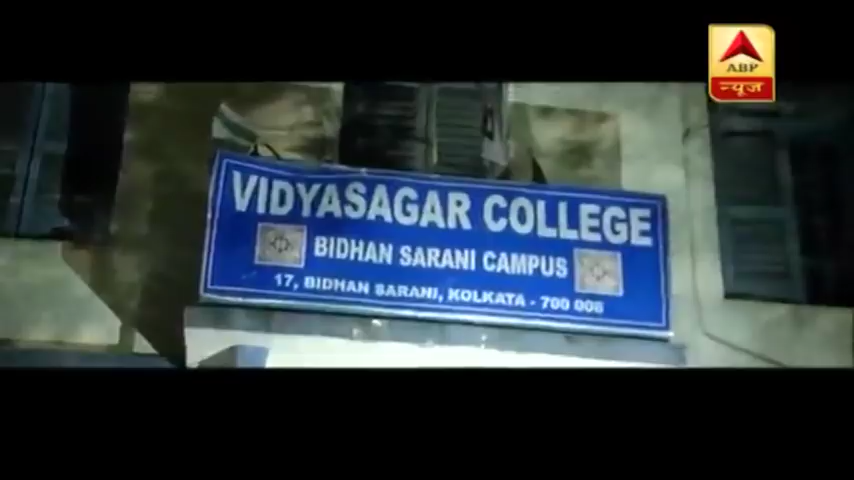 ABP
न्यूज़
VIDYASAGAR COLLEGE
BIDHAN SARANI CAMPUS
17, BIDHAN SARANI, KOLKATA - 700 006